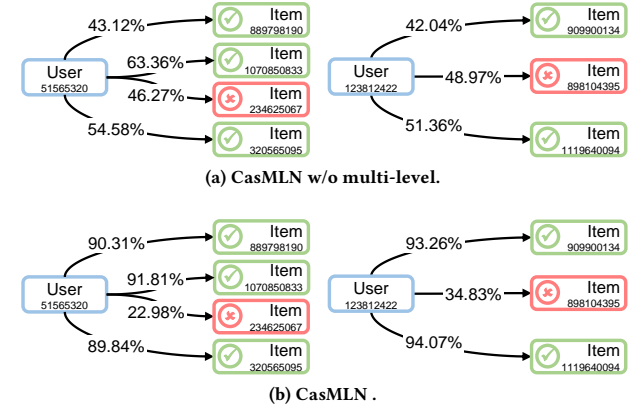 43.12%
Item
889798190
63.36%
Item
1070850833
User
51565320
46.27%
Item
234625067
54.58%
Item
320565095
42.04%
Item
909900134
User
123812422
48.97%
Item
898104395
51.36%
Item
1119640094
(a) CasMLN w/o multi-level.
90.31%
Item
889798190
91.81%
Item
1070850833
User
51565320
22.98%
Item
234625067
89.84%
Item
320565095
93.26%
Item
909900134
User
123812422
34.83%
Item
898104395
94.07%
Item
1119640094
(b) CasMLN .